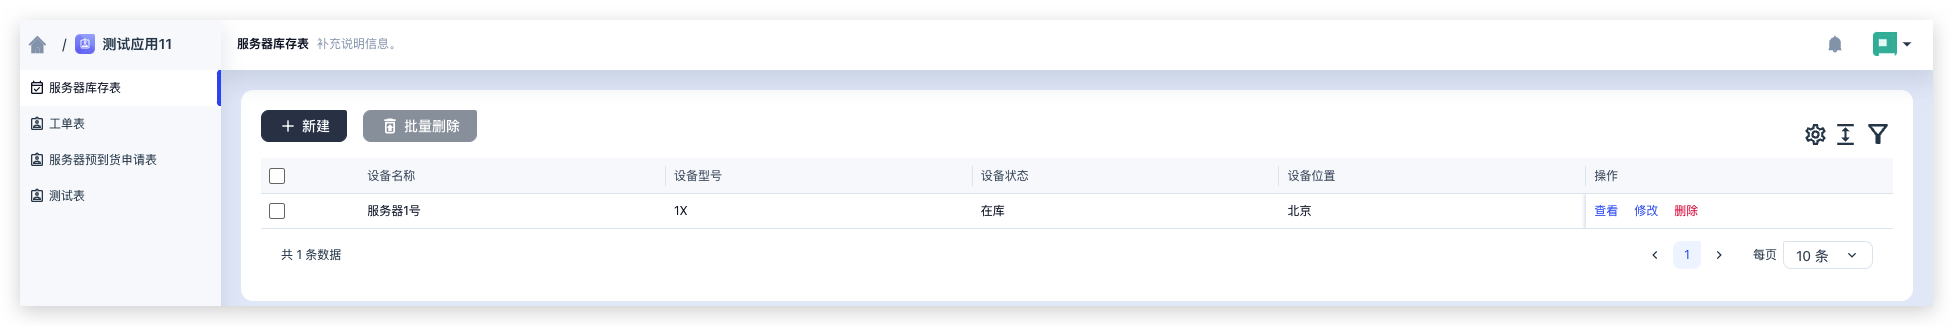 / 测试应用11
服务器库存表 补充说明信息。
服务器库存表
工单表
服务器预到货申请表
测试表
新建 批量删除
设备名称 设备型号 设备状态 设备位置 操作
服务器1号 1X 在库 北京 查看 修改 删除
共 1 条数据 1 每页 10 条